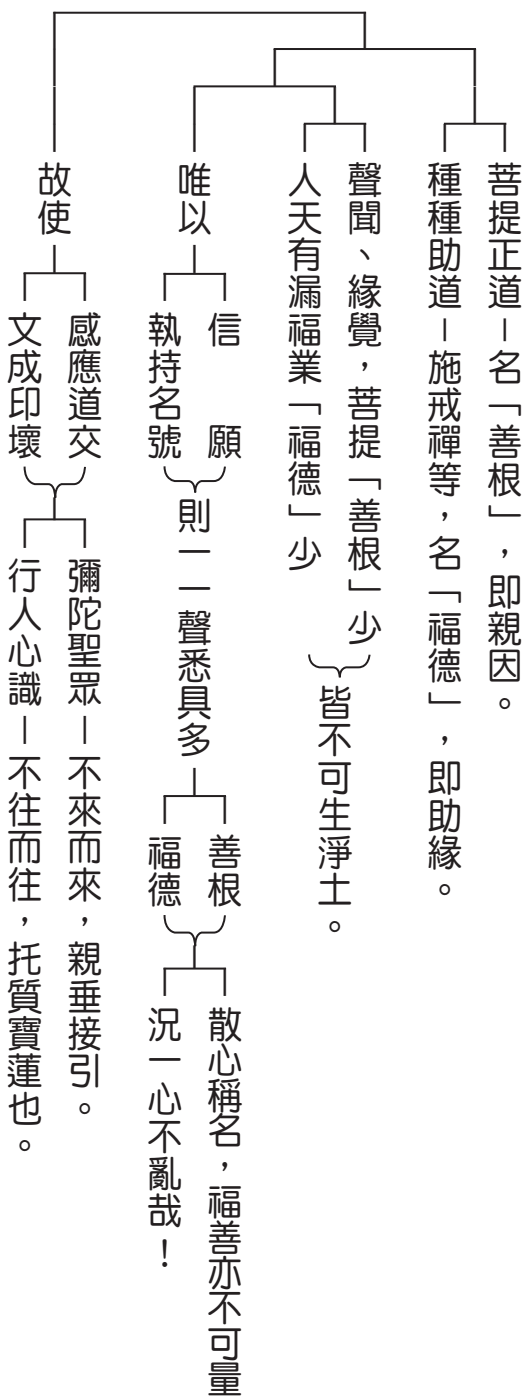 菩提正道－名「善根」，即親因。
種種助道－施戒禪等，名「福德」，即助緣。
聲聞、緣覺，菩提「善根」少
人天有漏福業「福德」少
皆不可生淨土。
唯以
信　願
執持名號
則一一聲悉具多
善根
福德
散心稱名，福善亦不可量
況一心不亂哉！
故使
感應道交
文成印壞
彌陀聖眾－不來而來，親垂接引。
行人心識－不往而往，托質寶蓮也。